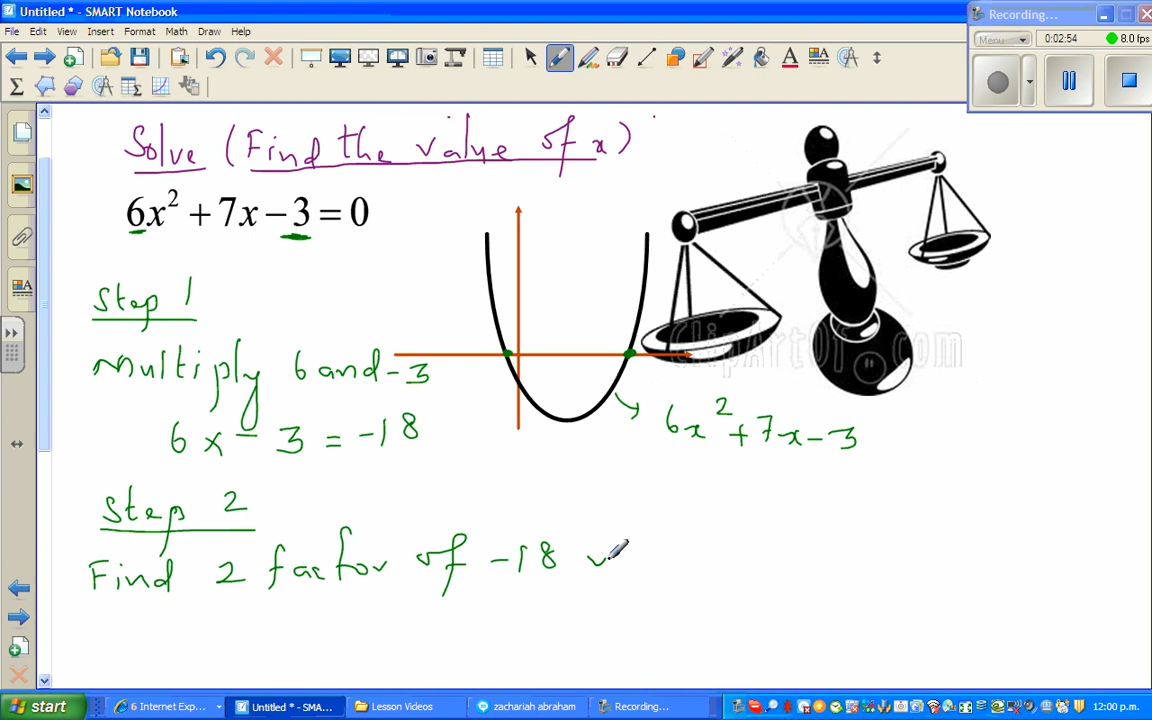 Untitled * - SMART Notebook
File Edit View Insert Format Math Draw Help
Recording...
Menu
0:02:54
8.0 fps
Solve (Find the value of x)
6x² + 7x − 3 = 0
Step 1
Multiply 6 and -3
6 x - 3 = -18
6x² + 7x - 3
Step 2
Find 2 factor of -18
ClipArtOf.com
start
6 Internet Exp...
Untitled * - SMA...
Lesson Videos
zachariah abraham
Recording...
12:00 p.m.